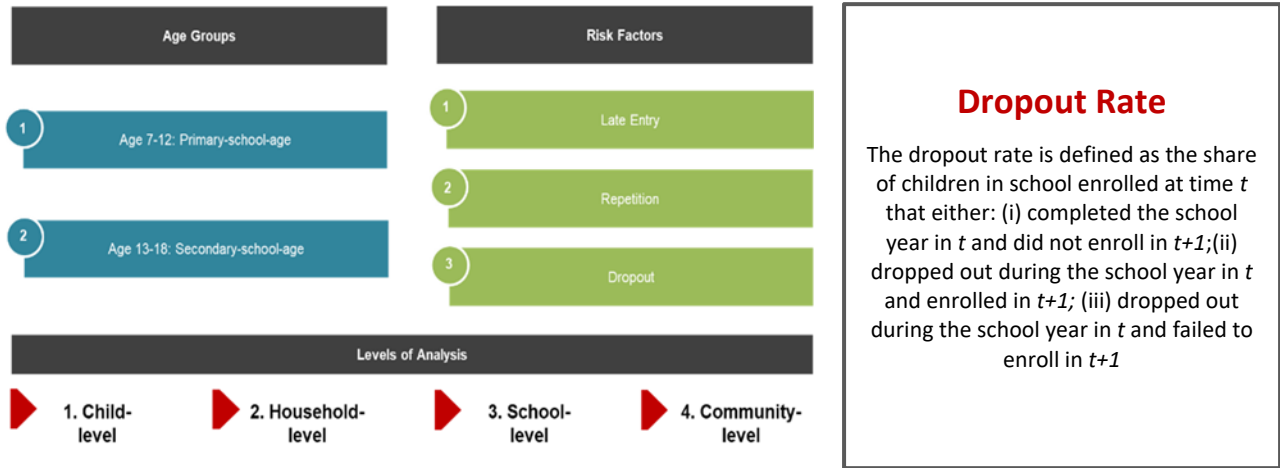 Age Groups
1
Age 7-12: Primary-school-age
2
Age 13-18: Secondary-school-age
Risk Factors
1
Late Entry
2
Repetition
3
Dropout
Levels of Analysis
1. Child-
level
2. Household-
level
3. School-
level
4. Community-
level
Dropout Rate
The dropout rate is defined as the share
of children in school enrolled at time t
that either: (i) completed the school
year in t and did not enroll in t+1;(ii)
dropped out during the school year in t
and enrolled in t+1; (iii) dropped out
during the school year in t and failed to
enroll in t+1